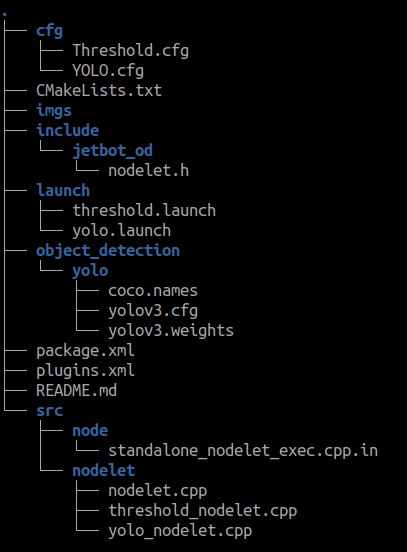 .
├── cfg
│   ├── Threshold.cfg
│   └── YOLO.cfg
├── CMakeLists.txt
├── imgs
├── include
│   └── jetbot_od
│       └── nodelet.h
├── launch
│   ├── threshold.launch
│   └── yolo.launch
├── object_detection
│   └── yolo
│       ├── coco.names
│       ├── yolov3.cfg
│       └── yolov3.weights
├── package.xml
├── plugins.xml
├── README.md
└── src
    ├── node
    │   └── standalone_nodelet_exec.cpp.in
    └── nodelet
        ├── nodelet.cpp
        ├── threshold_nodelet.cpp
        └── yolo_nodelet.cpp